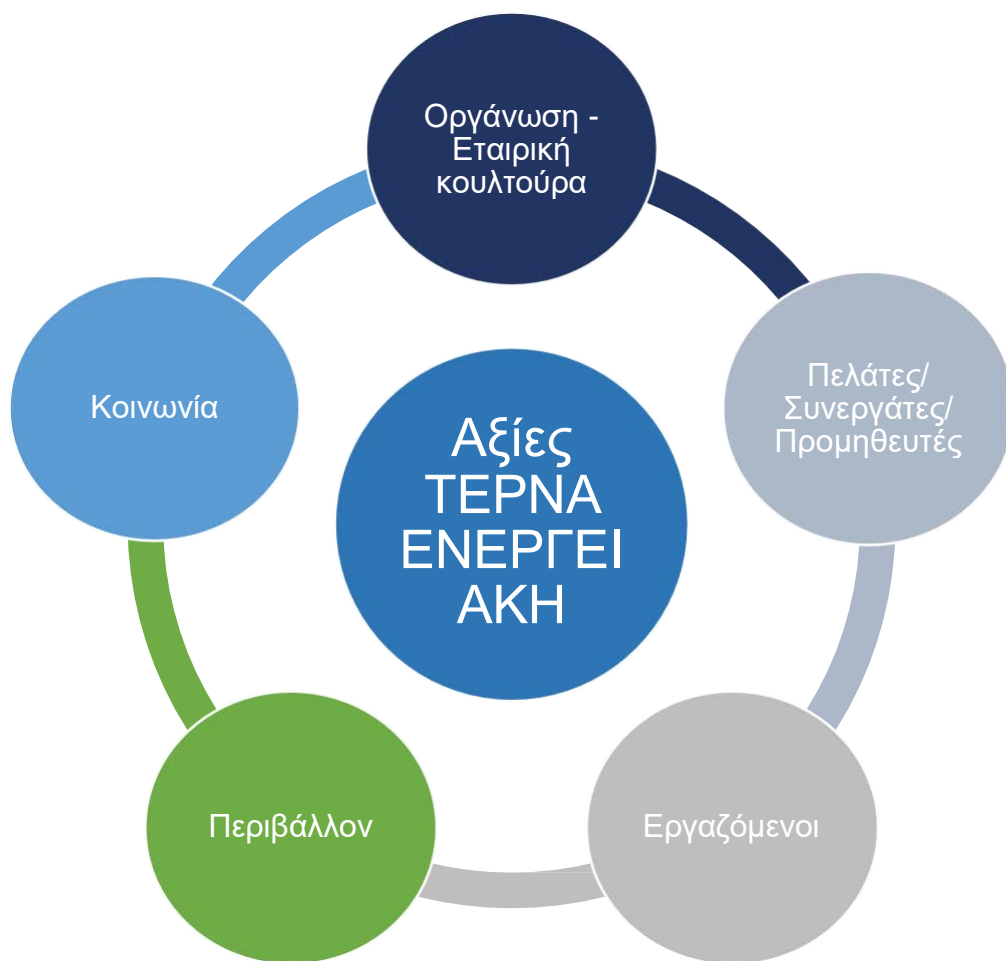 Οργάνωση -
Εταιρική
κουλτούρα
Πελάτες/
Συνεργάτες/
Προμηθευτές
Κοινωνία
Αξίες
ΤΕΡΝΑ
ΕΝΕΡΓΕΙ
ΑΚΗ
Περιβάλλον
Εργαζόμενοι